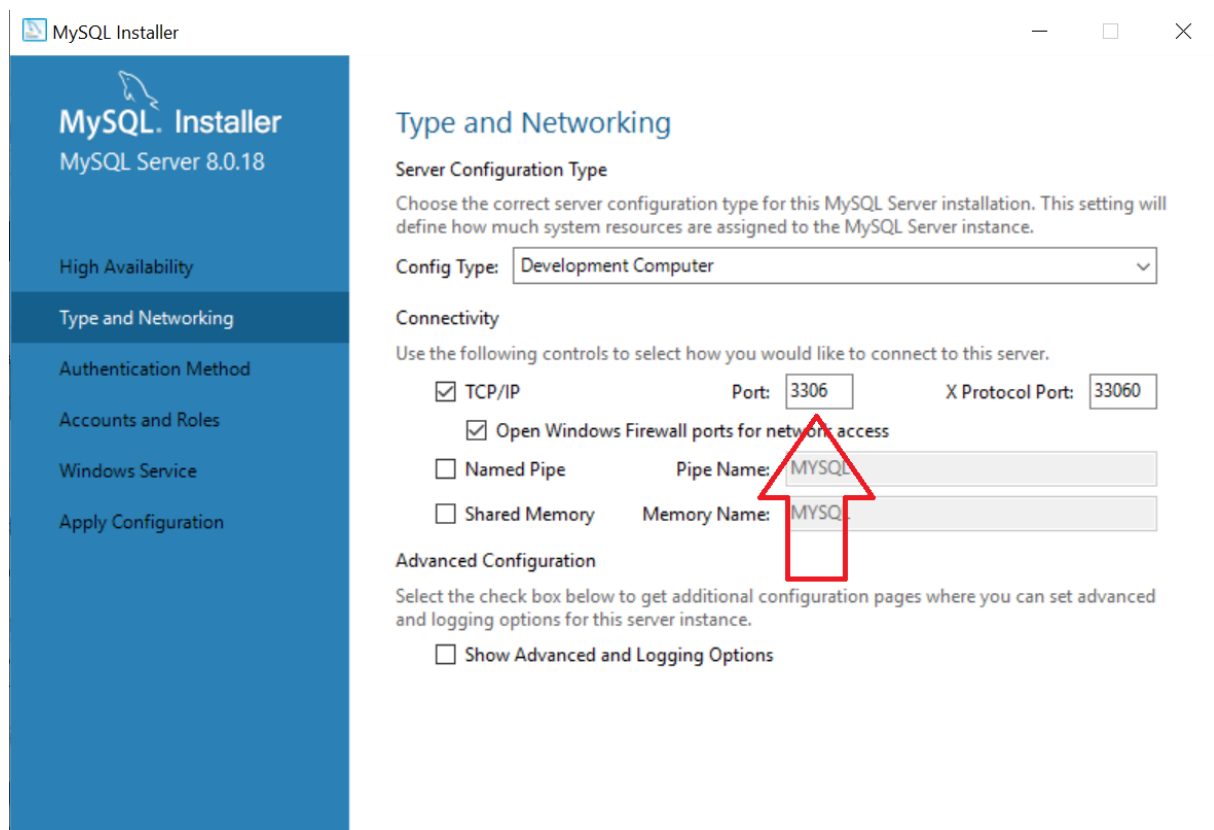 MySQL Installer
MySQL. Installer
MySQL Server 8.0.18
High Availability
Type and Networking
Authentication Method
Accounts and Roles
Windows Service
Apply Configuration
Type and Networking
Server Configuration Type
Choose the correct server configuration type for this MySQL Server installation. This setting will
define how much system resources are assigned to the MySQL Server instance.
Config Type: Development Computer
Connectivity
Use the following controls to select how you would like to connect to this server.
TCP/IP Port: 3306 X Protocol Port: 33060
Open Windows Firewall ports for network access
Named Pipe Pipe Name: MYSQL
Shared Memory Memory Name: MYSQL
Advanced Configuration
Select the check box below to get additional configuration pages where you can set advanced
and logging options for this server instance.
Show Advanced and Logging Options